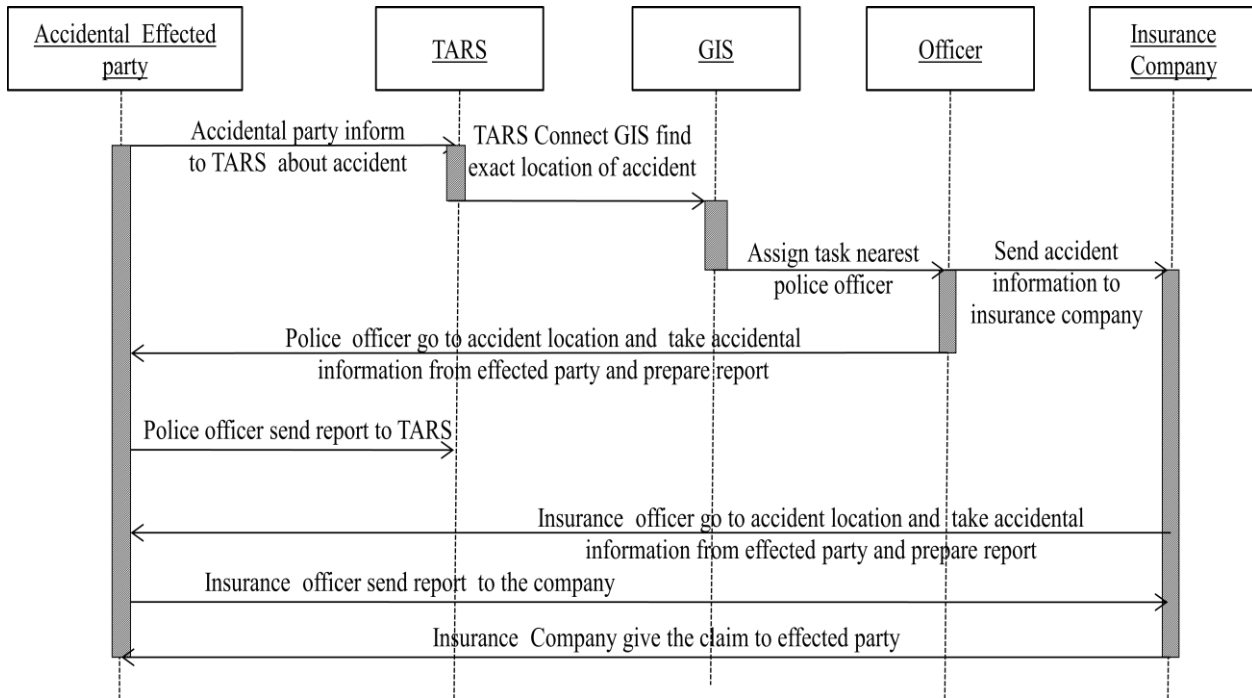 Accidental Effected
party
TARS
GIS
Officer
Insurance
Company
Accidental party inform
to TARS about accident
TARS Connect GIS find
exact location of accident
Assign task nearest
police officer
Send accident
information to
insurance company
Police officer go to accident location and take accidental
information from effected party and prepare report
Police officer send report to TARS
Insurance officer go to accident location and take accidental
information from effected party and prepare report
Insurance officer send report to the company
Insurance Company give the claim to effected party